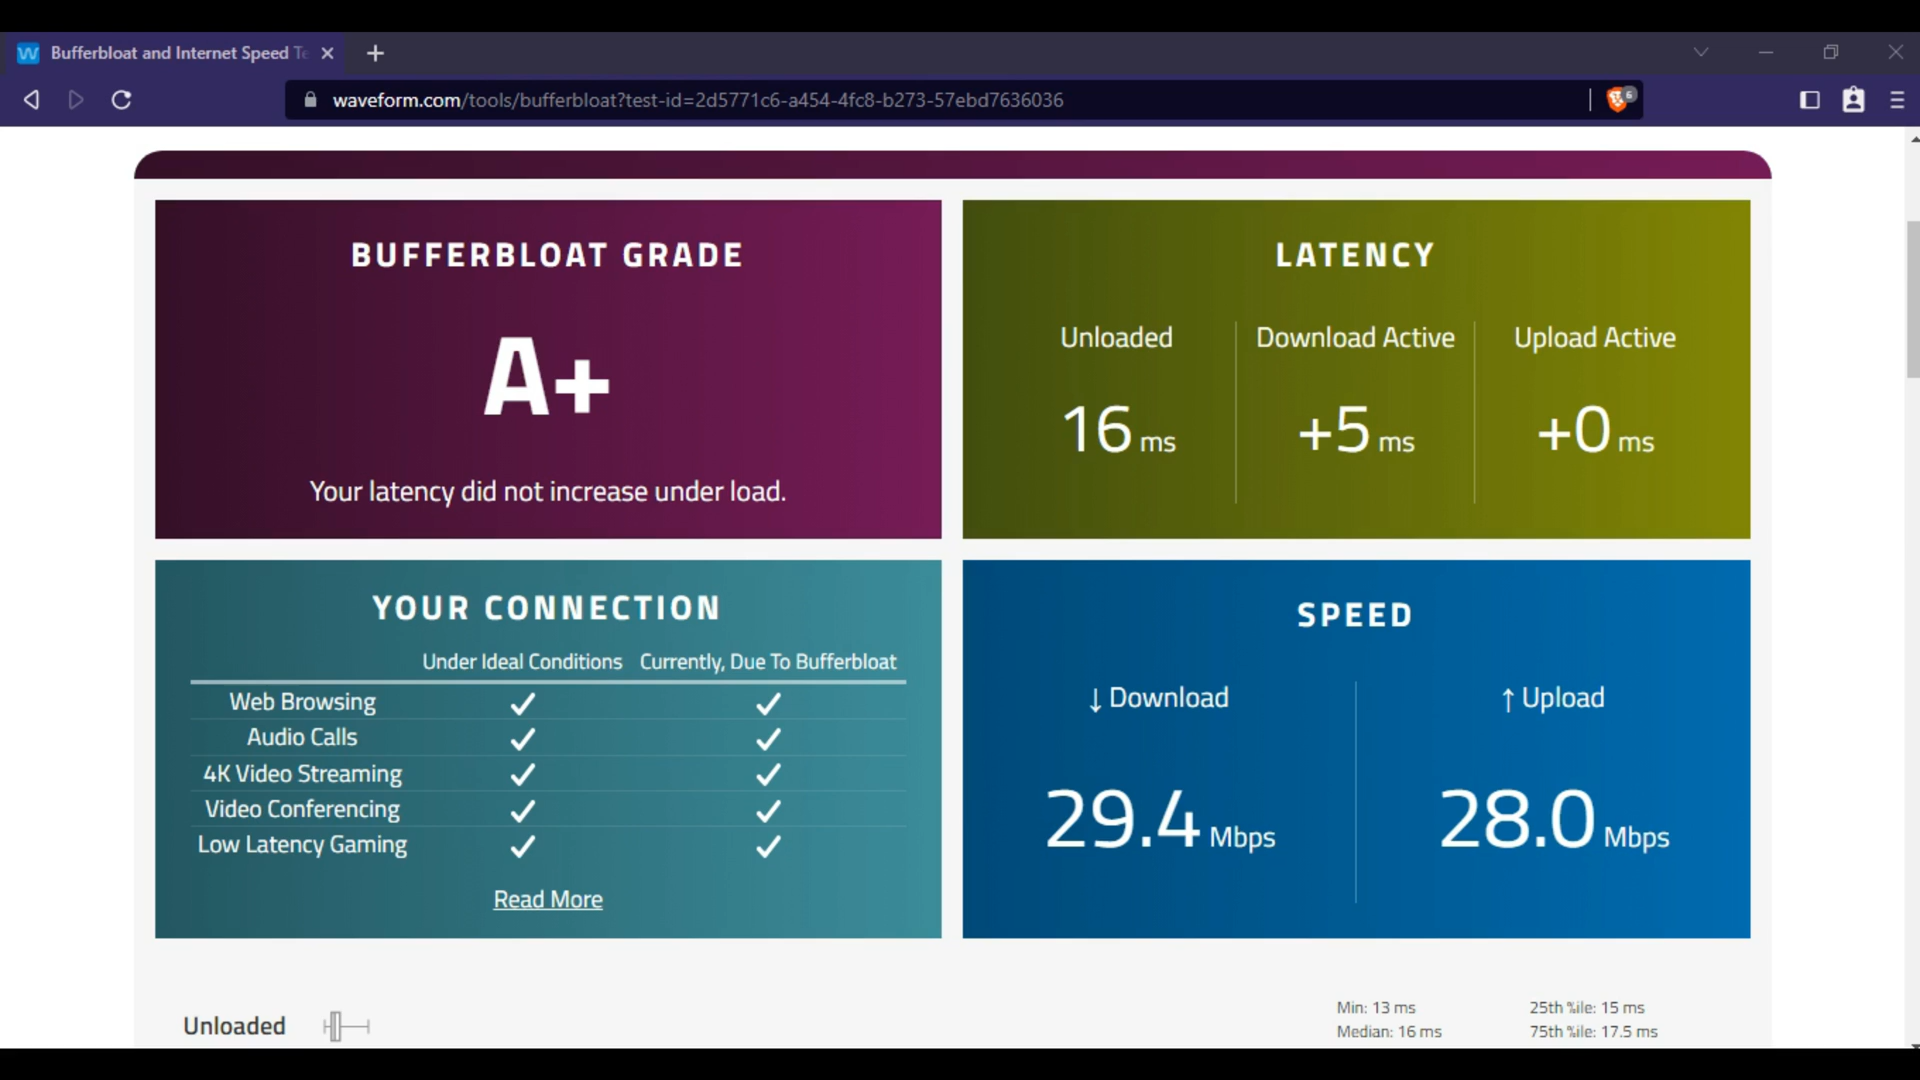 Bufferbloat and Internet Speed Te
waveform.com/tools/bufferbloat?test-id=2d5771c6-a454-4fc8-b273-57ebd7636036
6
BUFFERBLOAT GRADE
A+
Your latency did not increase under load.
LATENCY
Unloaded Download Active Upload Active
16 ms +5 ms +0 ms
YOUR CONNECTION
Under Ideal Conditions Currently, Due To Bufferbloat
Web Browsing
Audio Calls
4K Video Streaming
Video Conferencing
Low Latency Gaming
Read More
SPEED
↓ Download ↑ Upload
29.4 Mbps 28.0 Mbps
Unloaded
Min: 13 ms 25th %ile: 15 ms
Median: 16 ms 75th %ile: 17.5 ms